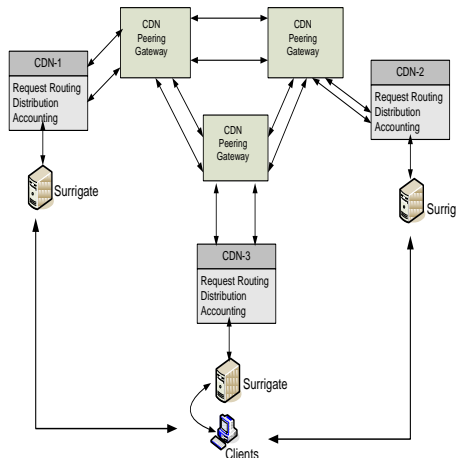 CDN
Peering
Gateway
CDN
Peering
Gateway
CDN-1
Request Routing
Distribution
Accounting
CDN-2
Request Routing
Distribution
Accounting
CDN
Peering
Gateway
Surrigate
Surrig
CDN-3
Request Routing
Distribution
Accounting
Surrigate
Clients